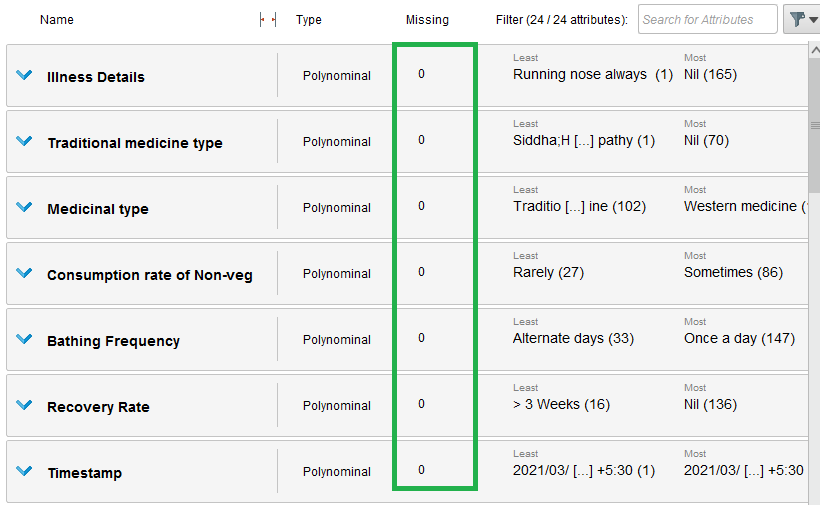 Name Type Missing Filter (24 / 24 attributes): Search for Attributes
Least Most
Illness Details Polynominal 0 Running nose always (1) Nil (165)
Least Most
Traditional medicine type Polynominal 0 Siddha;H [...] pathy (1) Nil (70)
Least Most
Medicinal type Polynominal 0 Traditio [...] ine (102) Western medicine (
Least Most
Consumption rate of Non-veg Polynominal 0 Rarely (27) Sometimes (86)
Least Most
Bathing Frequency Polynominal 0 Alternate days (33) Once a day (147)
Least Most
Recovery Rate Polynominal 0 > 3 Weeks (16) Nil (136)
Least Most
Timestamp Polynominal 0 2021/03/ [...] +5:30 (1) 2021/03/ [...] +5:30